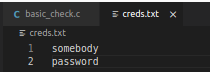 basic_check.c creds.txt
creds.txt
1 somebody
2 password